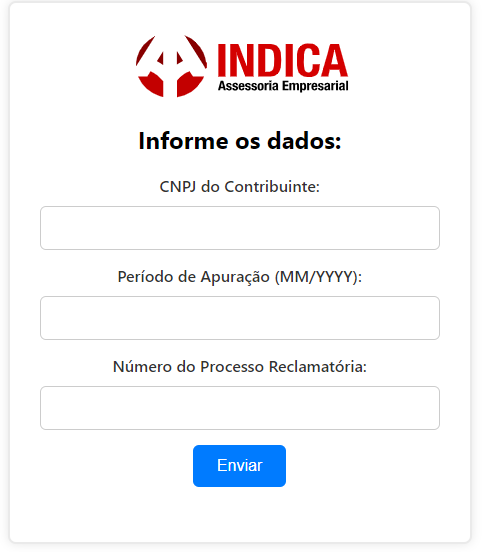 INDICA
Assessoria Empresarial
Informe os dados:
CNPJ do Contribuinte:
Período de Apuração (MM/YYYY):
Número do Processo Reclamatória:
Enviar